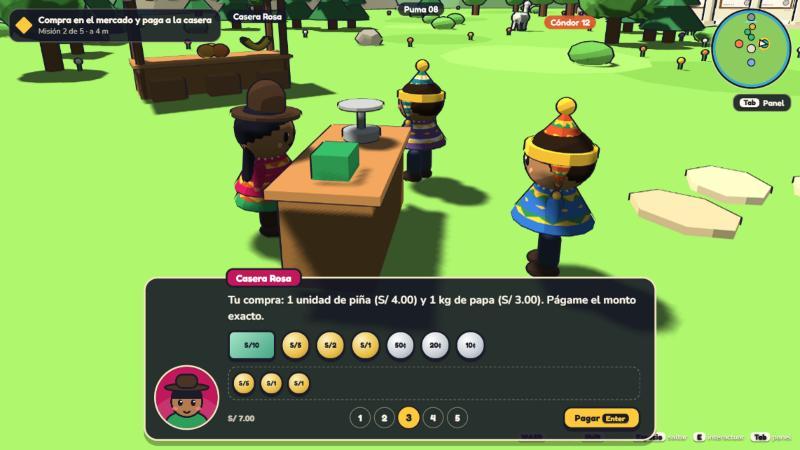 Compra en el mercado y paga a la casera
Misión 2 de 5 · a 4 m
Casera Rosa
Puma 08
Cóndor 12
Tab Panel
Casera Rosa
Tu compra: 1 unidad de piña (S/ 4.00) y 1 kg de papa (S/ 3.00). Págame el monto
exacto.
S/10 S/5 S/2 S/1 50¢ 20¢ 10¢
S/5 S/1 S/1
S/ 7.00 1 2 3 4 5 Pagar Enter
saltar E interactuar Tab panel